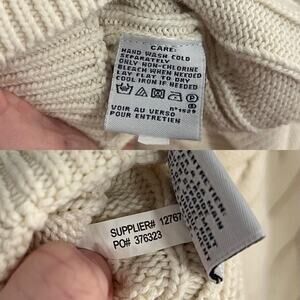 CARE:
HAND WASH COLD
SEPARATELY
ONLY NON-CHLORINE
BLEACH WHEN NEEDED
LAY FLAT TO DRY
COOL IRON IF NEEDED
VOIR AU VERSO
POUR ENTRETIEN
SUPPLIER# 12767
PO# 376323